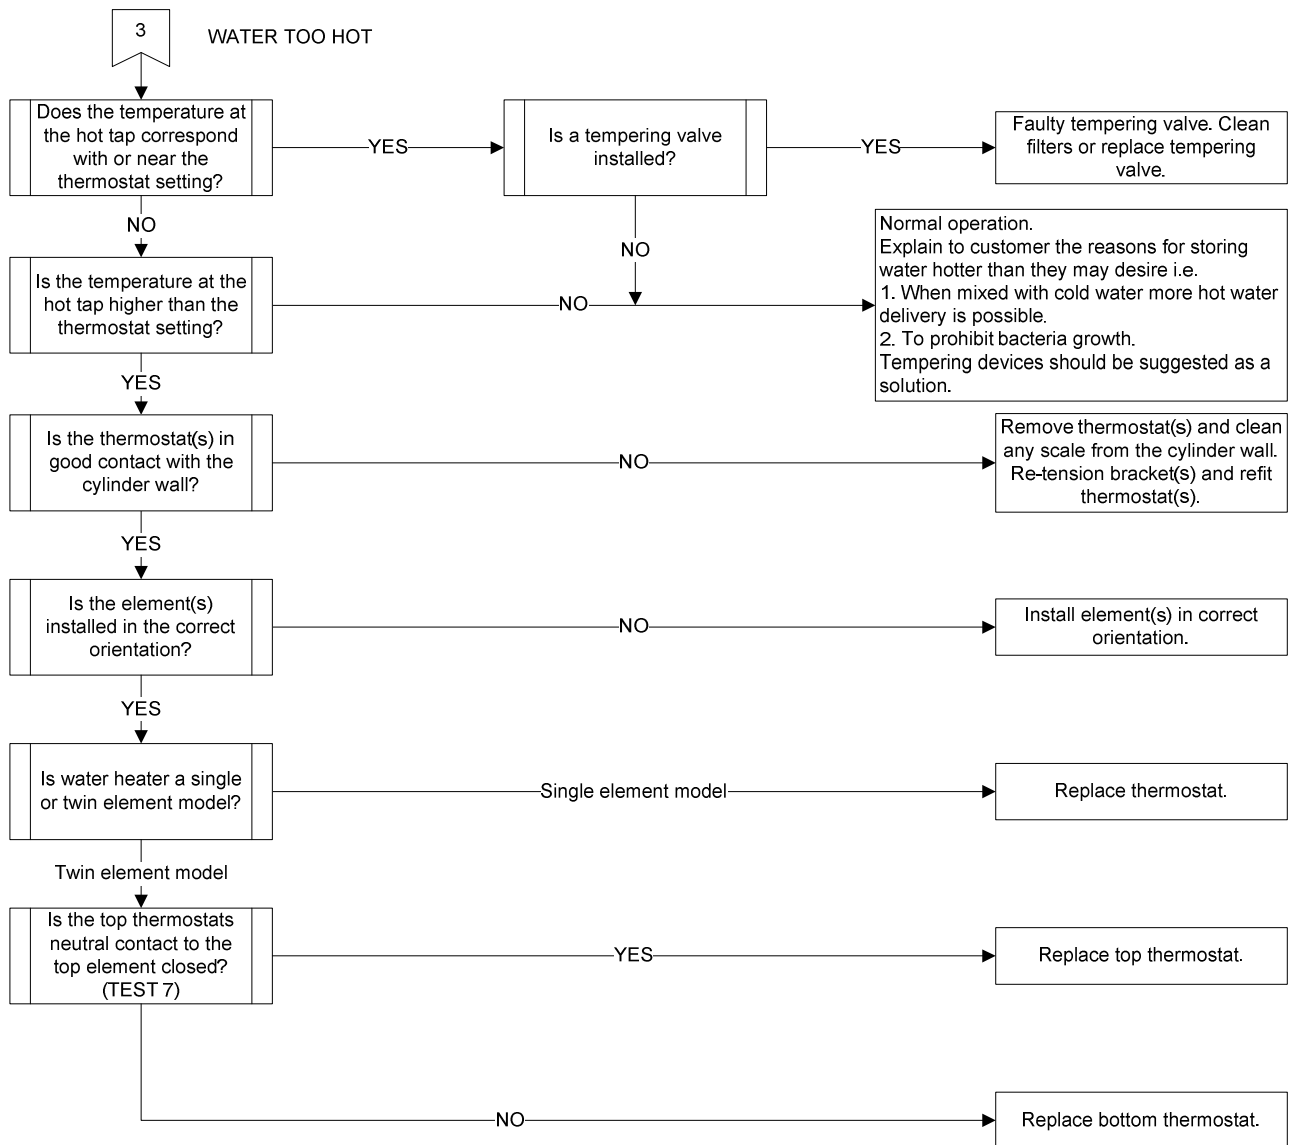 3
WATER TOO HOT
Does the temperature at
the hot tap correspond
with or near the
thermostat setting?
YES
Is a tempering valve
installed?
YES
Faulty tempering valve. Clean
filters or replace tempering
valve.
NO
NO
Normal operation.
Explain to customer the reasons for storing
water hotter than they may desire i.e.
1. When mixed with cold water more hot water
delivery is possible.
2. To prohibit bacteria growth.
Tempering devices should be suggested as a
solution.
Is the temperature at the
hot tap higher than the
thermostat setting?
NO
YES
Is the thermostat(s) in
good contact with the
cylinder wall?
NO
Remove thermostat(s) and clean
any scale from the cylinder wall.
Re-tension bracket(s) and refit
thermostat(s).
YES
Is the element(s)
installed in the correct
orientation?
NO
Install element(s) in correct
orientation.
YES
Is water heater a single
or twin element model?
Single element model
Replace thermostat.
Twin element model
Is the top thermostats
neutral contact to the
top element closed?
(TEST 7)
YES
Replace top thermostat.
NO
Replace bottom thermostat.